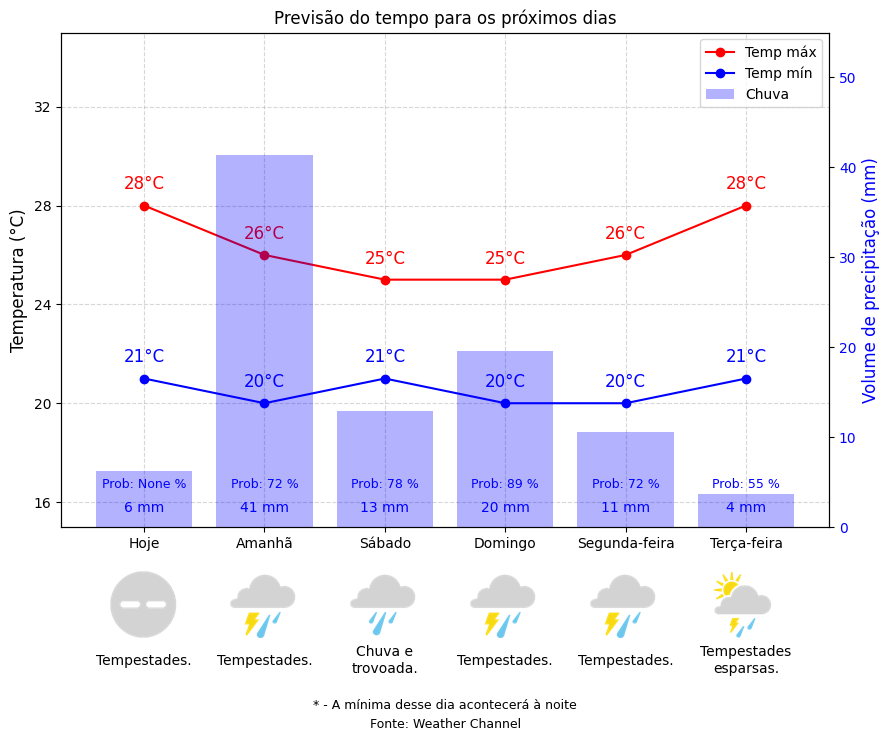 Previsão do tempo para os próximos dias
Temp máx
Temp mín
Chuva
Temperatura (°C)
Volume de precipitação (mm)
32
28
24
20
16
50
40
30
20
10
0
28°C
26°C
25°C
25°C
26°C
28°C
21°C
20°C
21°C
20°C
20°C
21°C
Prob: None %
Prob: 72 %
Prob: 78 %
Prob: 89 %
Prob: 72 %
Prob: 55 %
6 mm
41 mm
13 mm
20 mm
11 mm
4 mm
Hoje
Amanhã
Sábado
Domingo
Segunda-feira
Terça-feira
Tempestades.
Tempestades.
Chuva e
trovoada.
Tempestades.
Tempestades.
Tempestades
esparsas.
* - A mínima desse dia acontecerá à noite
Fonte: Weather Channel